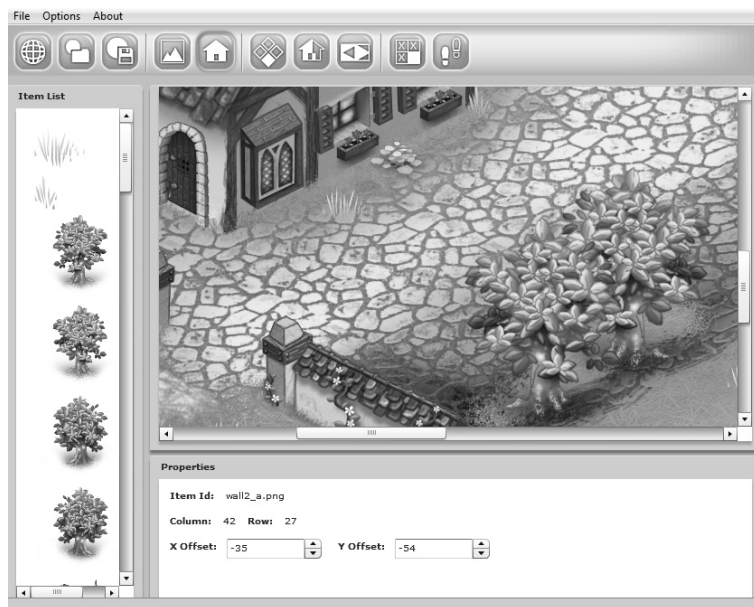 File Options About
Item List
Properties
Item Id: wall2_a.png
Column: 42 Row: 27
X Offset: -35 Y Offset: -54